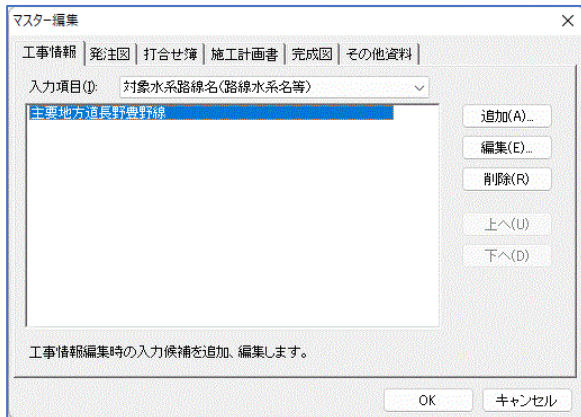 マスター編集
工事情報 発注図 打合せ簿 施工計画書 完成図 その他資料
入力項目(I): 対象水系路線名(路線水系名等)
主要地方道長野豊野線
追加(A)...
編集(E)...
削除(R)
上へ(U)
下へ(D)
工事情報編集時の入力候補を追加、編集します。
OK キャンセル